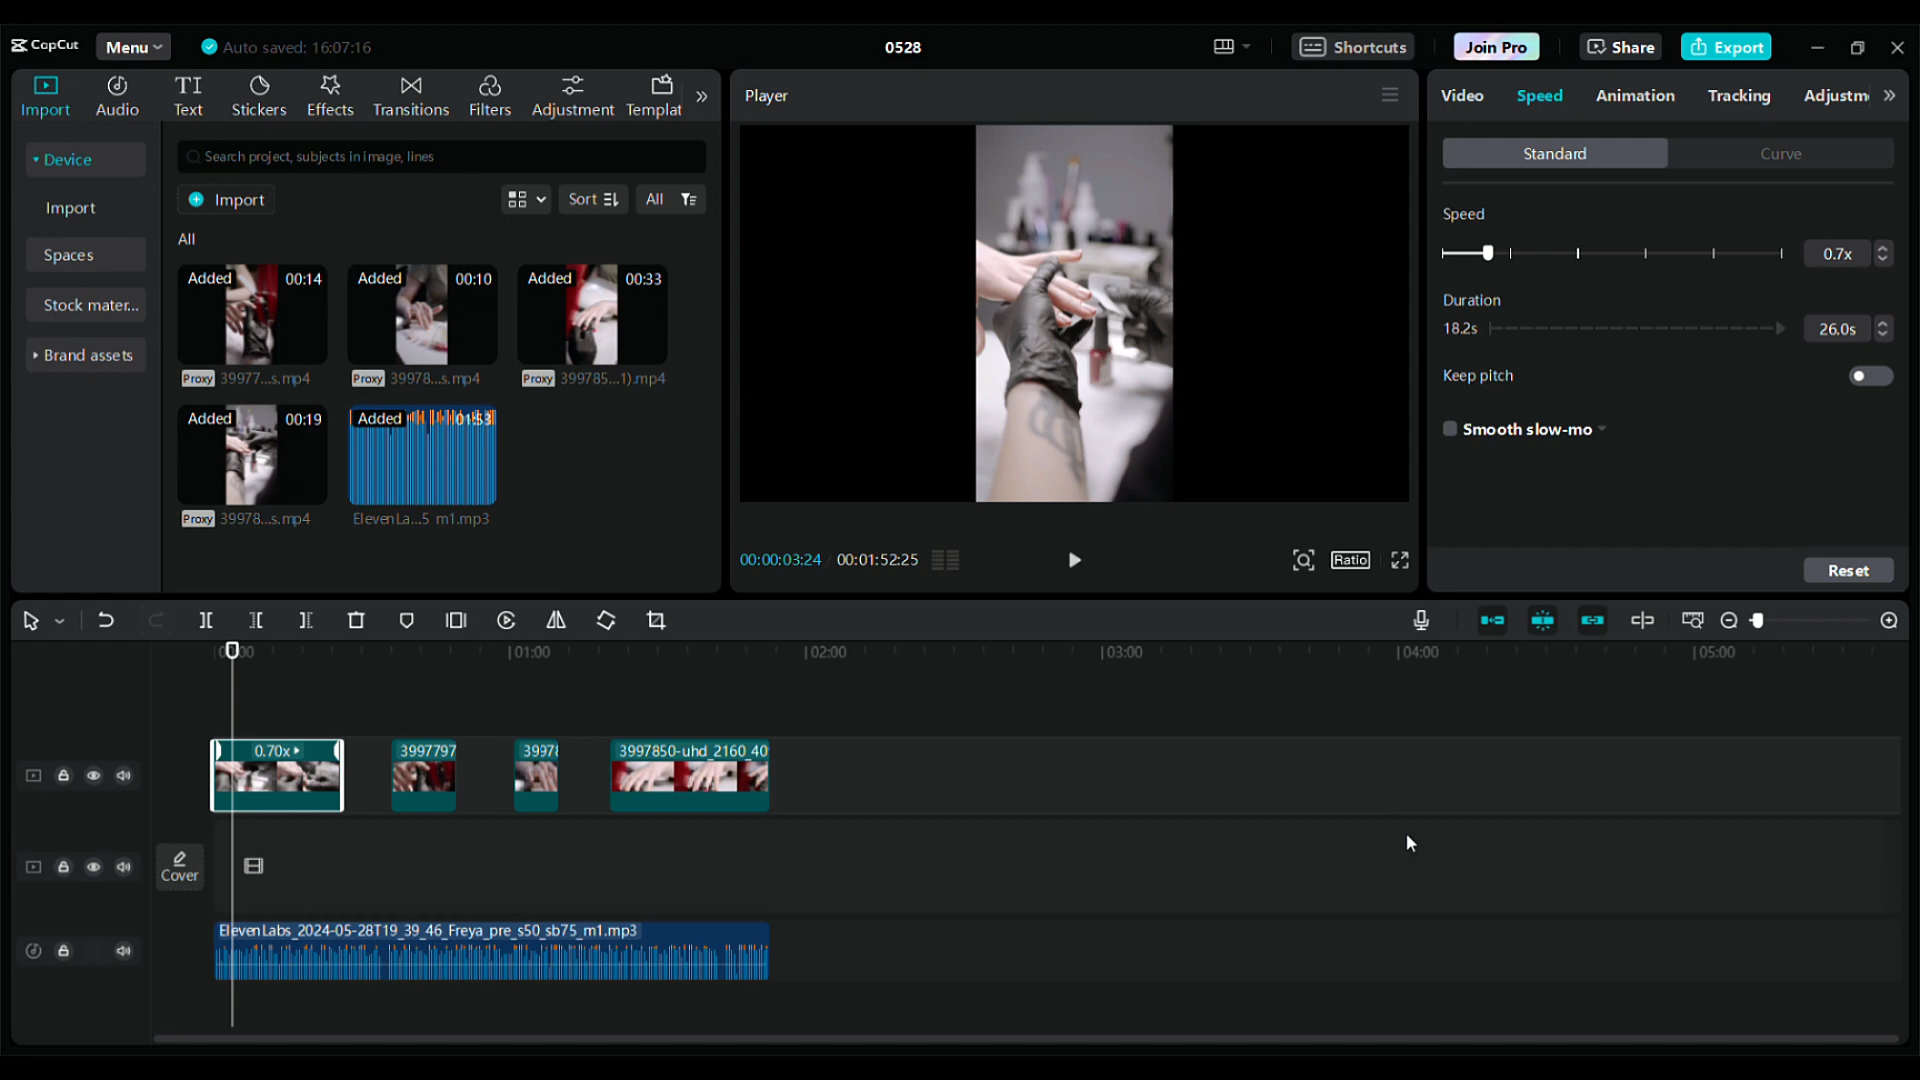 CapCut
Menu
Auto saved: 16:07:16
0528
Shortcuts
Join Pro
Share
Export
Import
Audio
Text
Stickers
Effects
Transitions
Filters
Adjustment
Templat
Player
Video
Speed
Animation
Tracking
Adjustm
Device
Import
Spaces
Stock mater...
Brand assets
Search project, subjects in image, lines
Import
Sort
All
All
Added 00:14
Added 00:10
Added 00:33
Proxy 39977...s.mp4
Proxy 39978...s.mp4
Proxy 399785...1).mp4
Added 00:19
Added 01:53
Proxy 39978...s.mp4
ElevenLa...5 m1.mp3
00:00:03:24 / 00:01:52:25
Ratio
Standard
Curve
Speed
0.7x
Duration
18.2s
26.0s
Keep pitch
Smooth slow-mo
Reset
00:00
01:00
02:00
03:00
04:00
05:00
0.70x
3997797
3997850-uhd_2160_40
Cover
ElevenLabs_2024-05-28T19_39_46_Freya_pre_s50_sb75_m1.mp3